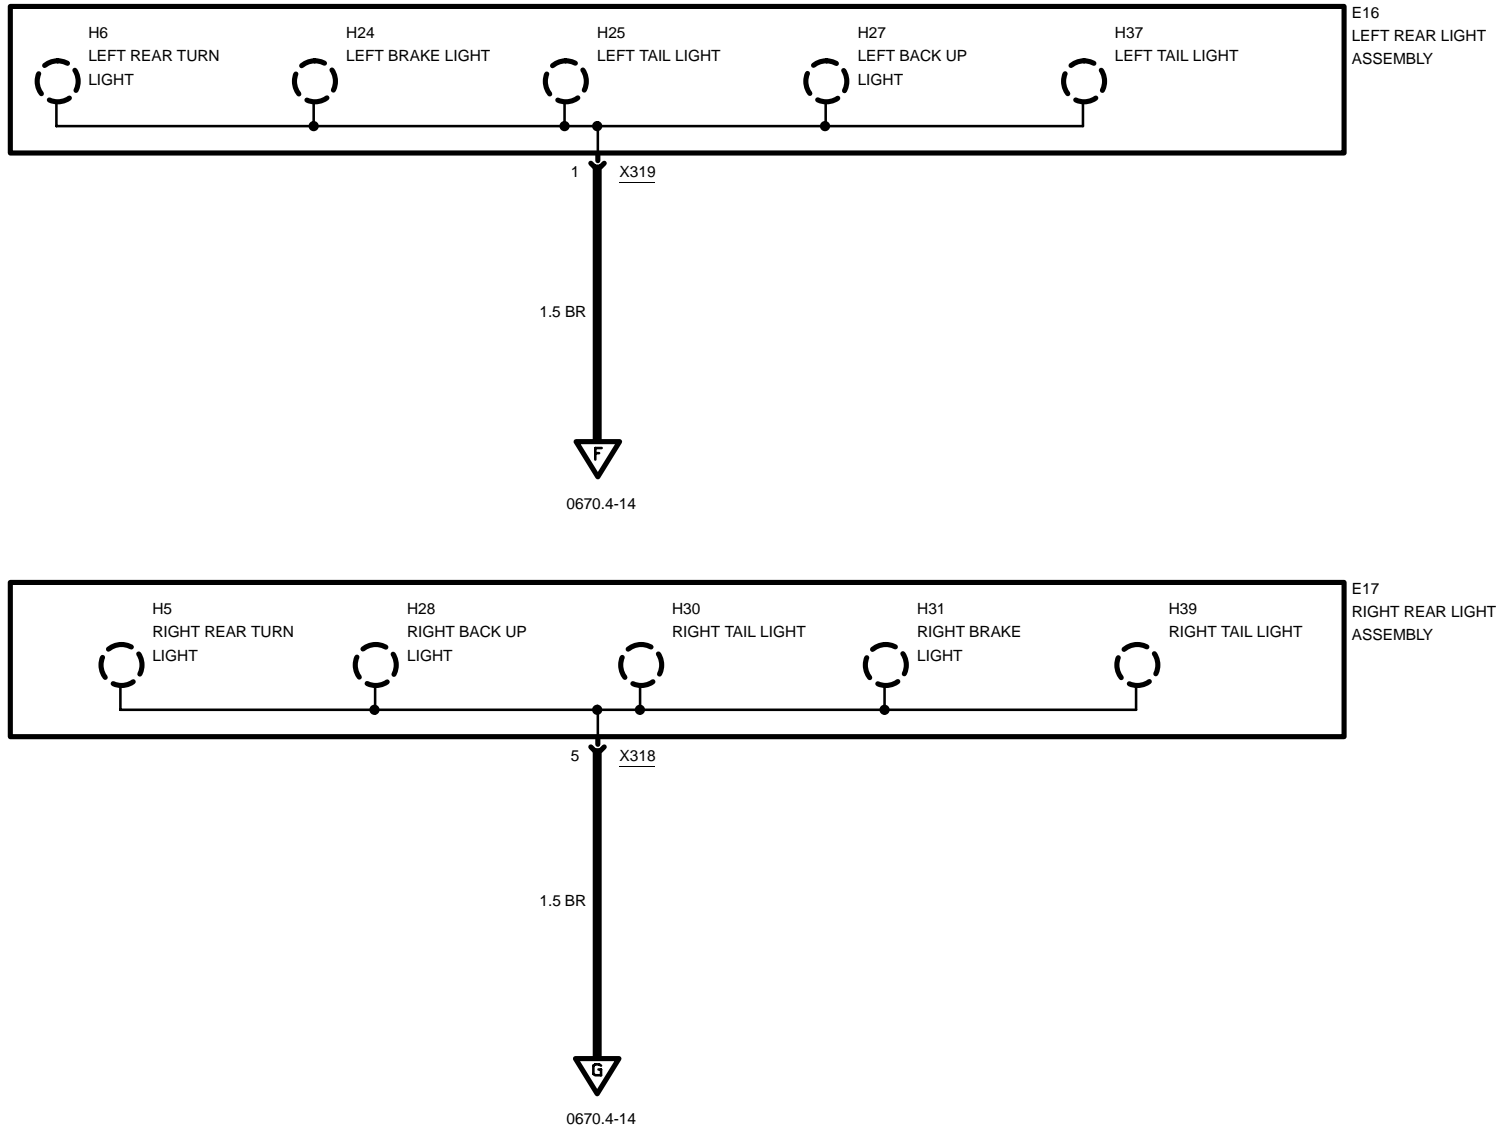 E16
LEFT REAR LIGHT
ASSEMBLY
H6
LEFT REAR TURN
LIGHT
H24
LEFT BRAKE LIGHT
H25
LEFT TAIL LIGHT
H27
LEFT BACK UP
LIGHT
H37
LEFT TAIL LIGHT
1
X319
1.5 BR
F
0670.4-14
E17
RIGHT REAR LIGHT
ASSEMBLY
H5
RIGHT REAR TURN
LIGHT
H28
RIGHT BACK UP
LIGHT
H30
RIGHT TAIL LIGHT
H31
RIGHT BRAKE
LIGHT
H39
RIGHT TAIL LIGHT
5
X318
1.5 BR
G
0670.4-14